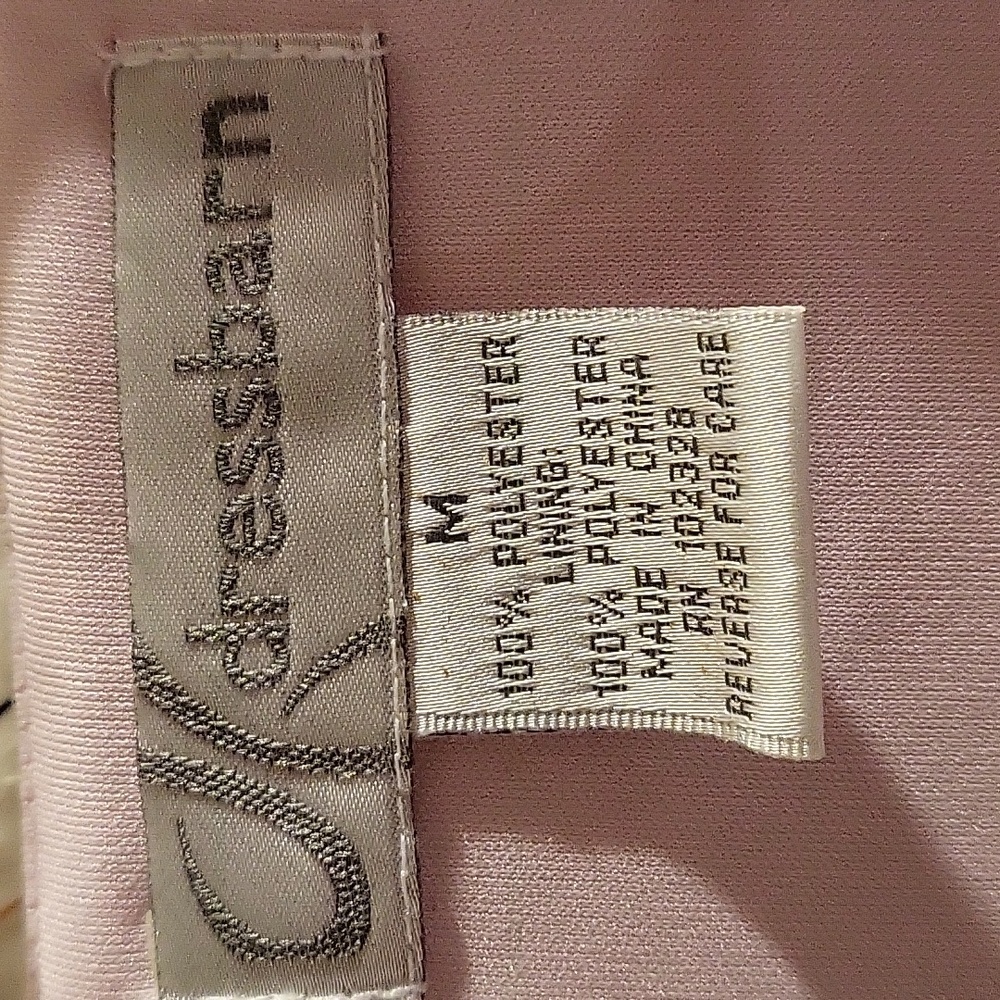 dressbarn
M
100% POLYESTER
LINING:
100% POLYESTER
MADE IN CHINA
RN 102328
REVERSE FOR CARE